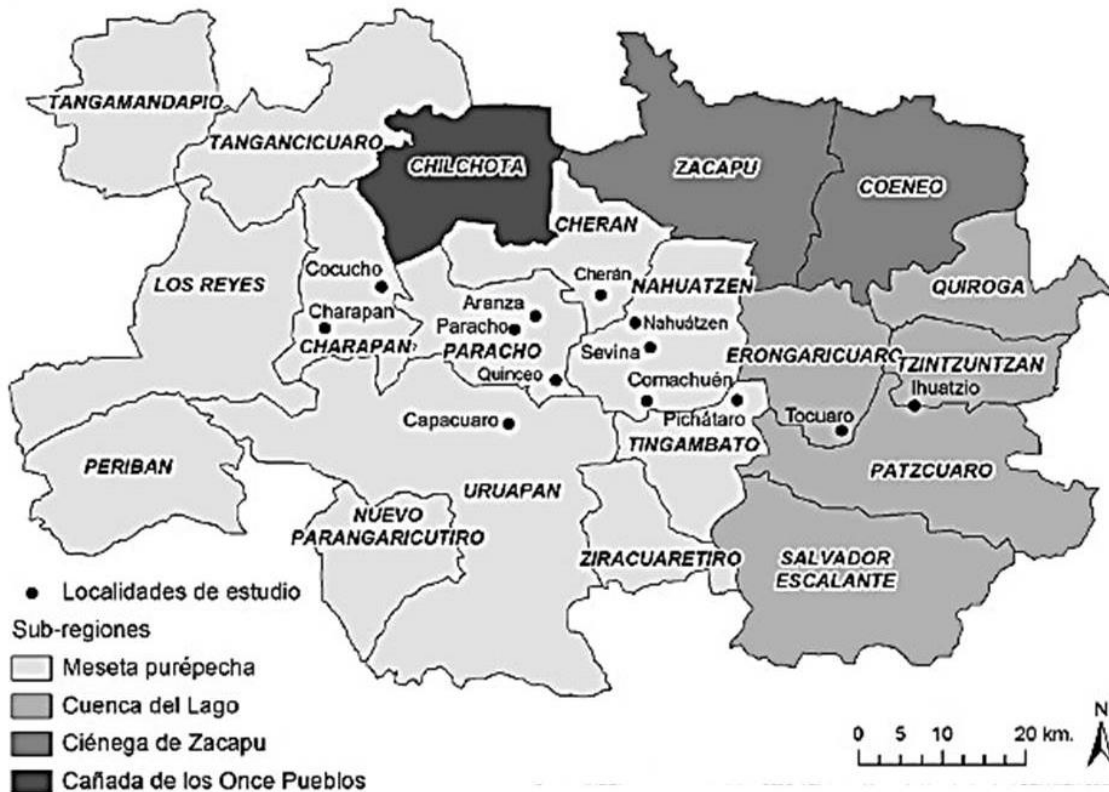 TANGAMANDAPIO
TANGANCICUARO
CHILCHOTA
ZACAPU
COENEO
CHERAN
LOS REYES
Cocucho
Cherán
NAHUATZEN
QUIROGA
Charapan
CHARAPAN
Aranza
Paracho
PARACHO
Quinceo
Nahuátzen
Sevina
ERONGARICUARO
TZINTZUNTZAN
Ihuatzio
Comachuén
Pichátaro
Tocuaro
Capacuaro
TINGAMBATO
PATZCUARO
PERIBAN
URUAPAN
NUEVO
PARANGARICUTIRO
ZIRACUARETIRO
SALVADOR
ESCALANTE
Localidades de estudio
Sub-regiones
Meseta purépecha
Cuenca del Lago
Ciénega de Zacapu
Cañada de los Once Pueblos
0 5 10 20 km.
N